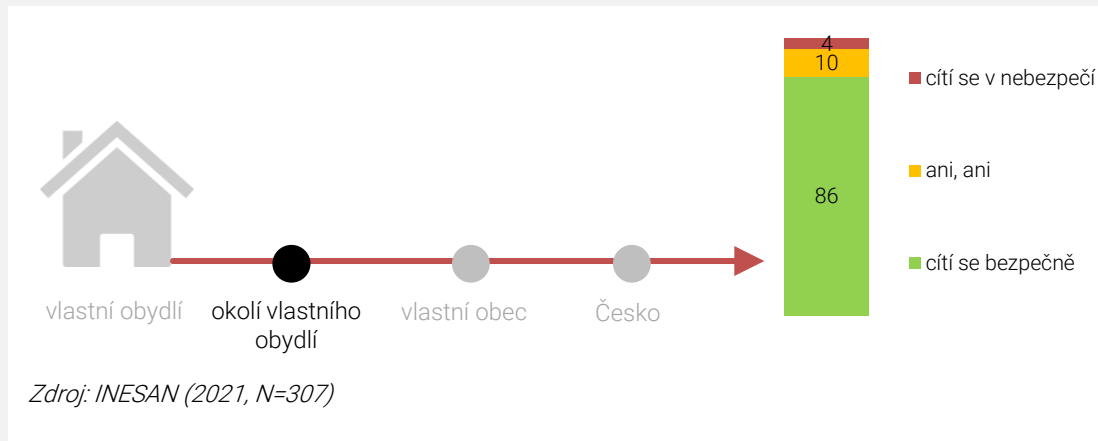 4
10
86
cítí se v nebezpečí
ani, ani
cítí se bezpečně
vlastní obydlí
okolí vlastního
obydlí
vlastní obec
Česko
Zdroj: INESAN (2021, N=307)